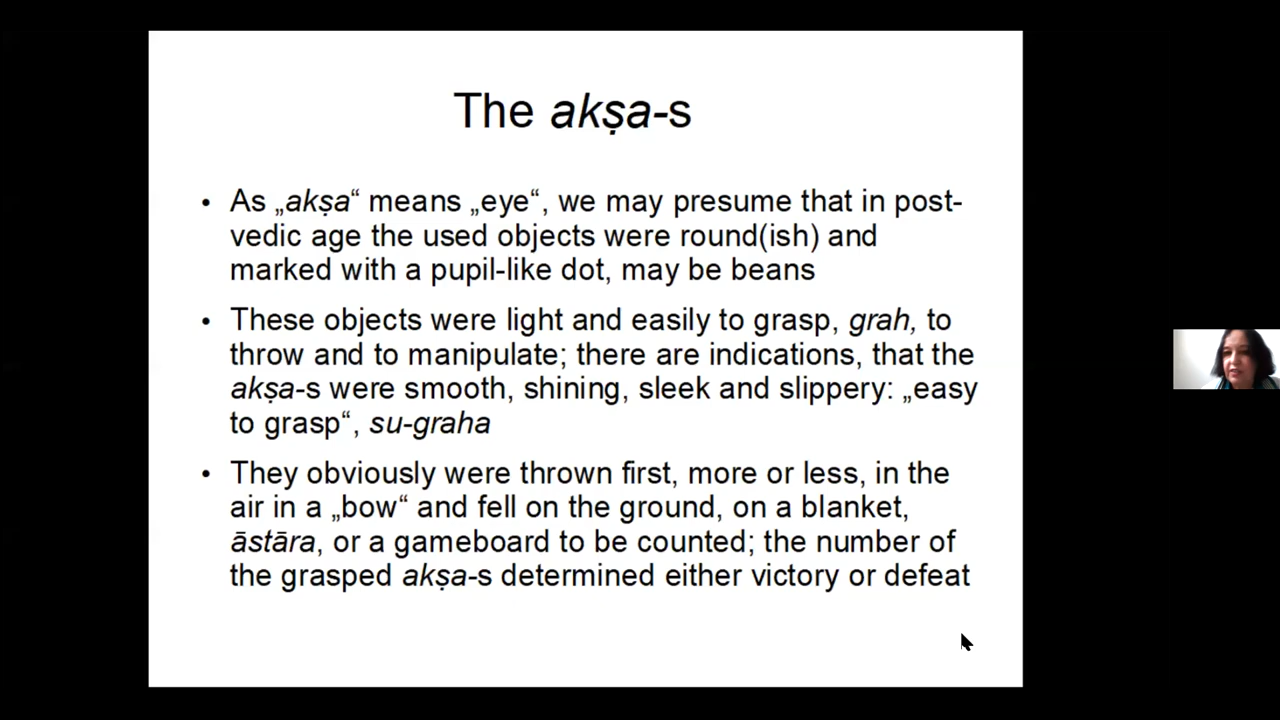 The akṣa-s
• As „akṣa“ means „eye“, we may presume that in post-
vedic age the used objects were round(ish) and
marked with a pupil-like dot, may be beans
• These objects were light and easily to grasp, grah, to
throw and to manipulate; there are indications, that the
akṣa-s were smooth, shining, sleek and slippery: „easy
to grasp“, su-graha
• They obviously were thrown first, more or less, in the
air in a „bow“ and fell on the ground, on a blanket,
āstāra, or a gameboard to be counted; the number of
the grasped akṣa-s determined either victory or defeat